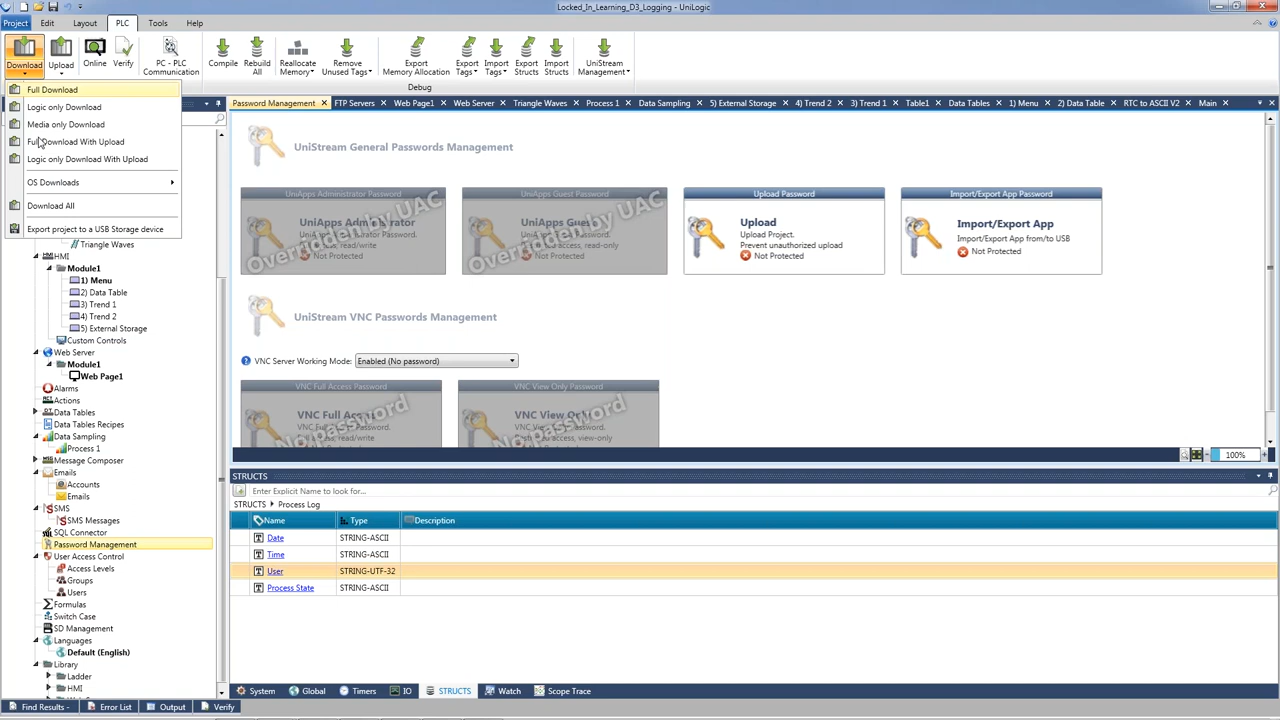 Locked_In_Learning_D3_Logging - UniLogic
Project Edit Layout PLC Tools Help
Download Upload Online Verify PC - PLC Communication Compile Rebuild All Reallocate Memory Remove Unused Tags Export Memory Allocation Export Tags Import Tags Export Structs Import Structs UniStream Management
Debug
Full Download
Logic only Download
Media only Download
Full Download With Upload
Logic only Download With Upload
OS Downloads
Download All
Export project to a USB Storage device
Password Management FTP Servers Web Page1 Web Server Triangle Waves Process 1 Data Sampling 5) External Storage 4) Trend 2 3) Trend 1 Table1 Data Tables 1) Menu 2) Data Table RTC to ASCII V2 Main
Triangle Waves
HMI
Module1
1) Menu
2) Data Table
3) Trend 1
4) Trend 2
5) External Storage
Custom Controls
Web Server
Module1
Web Page1
Alarms
Actions
Data Tables
Data Tables Recipes
Data Sampling
Process 1
Message Composer
Emails
Accounts
Emails
SMS
SMS Messages
SQL Connector
Password Management
User Access Control
Access Levels
Groups
Users
Formulas
Switch Case
SD Management
Languages
Default (English)
Library
Ladder
HMI
UniStream General Passwords Management
UniApps Administrator Password
UniApps Administrator
Not Protected
Overridden by UAC
UniApps Guest Password
Not Protected
Overridden by UAC
Upload Password
Upload
Upload Project.
Prevent unauthorized upload
Not Protected
Import/Export App Password
Import/Export App
Import/Export App from/to USB
Not Protected
UniStream VNC Passwords Management
VNC Server Working Mode: Enabled (No password)
VNC Full Access Password
No Password
VNC View Only Password
No Password
100%
STRUCTS
Enter Explicit Name to look for...
STRUCTS Process Log
Name Type Description
Date STRING-ASCII
Time STRING-ASCII
User STRING-UTF-32
Process State STRING-ASCII
System Global Timers IO STRUCTS Watch Scope Trace
Find Results - Error List Output Verify